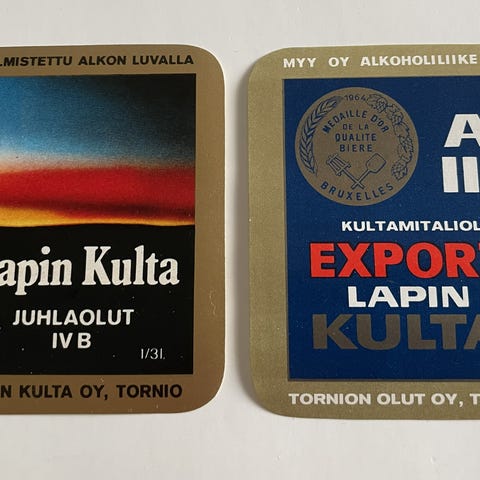 LMISTETTU ALKON LUVALLA
apin Kulta
JUHLAOLUT
IV B
1/3 l.
N KULTA OY, TORNIO
MYY OY ALKOHOLILIIKE
1964
MEDAILLE D'OR
DE LA
QUALITE
BIERE
BRUXELLES
A
II
KULTAMITALIOL
EXPOR
LAPIN
KULTA
TORNION OLUT OY, T